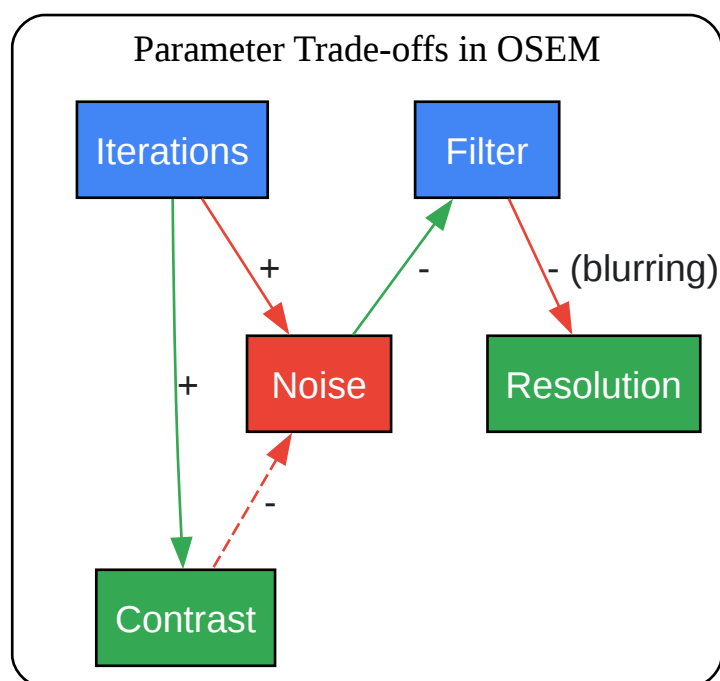 Parameter Trade-offs in OSEM
Iterations
Filter
+
-
- (blurring)
Noise
Resolution
+
-
Contrast